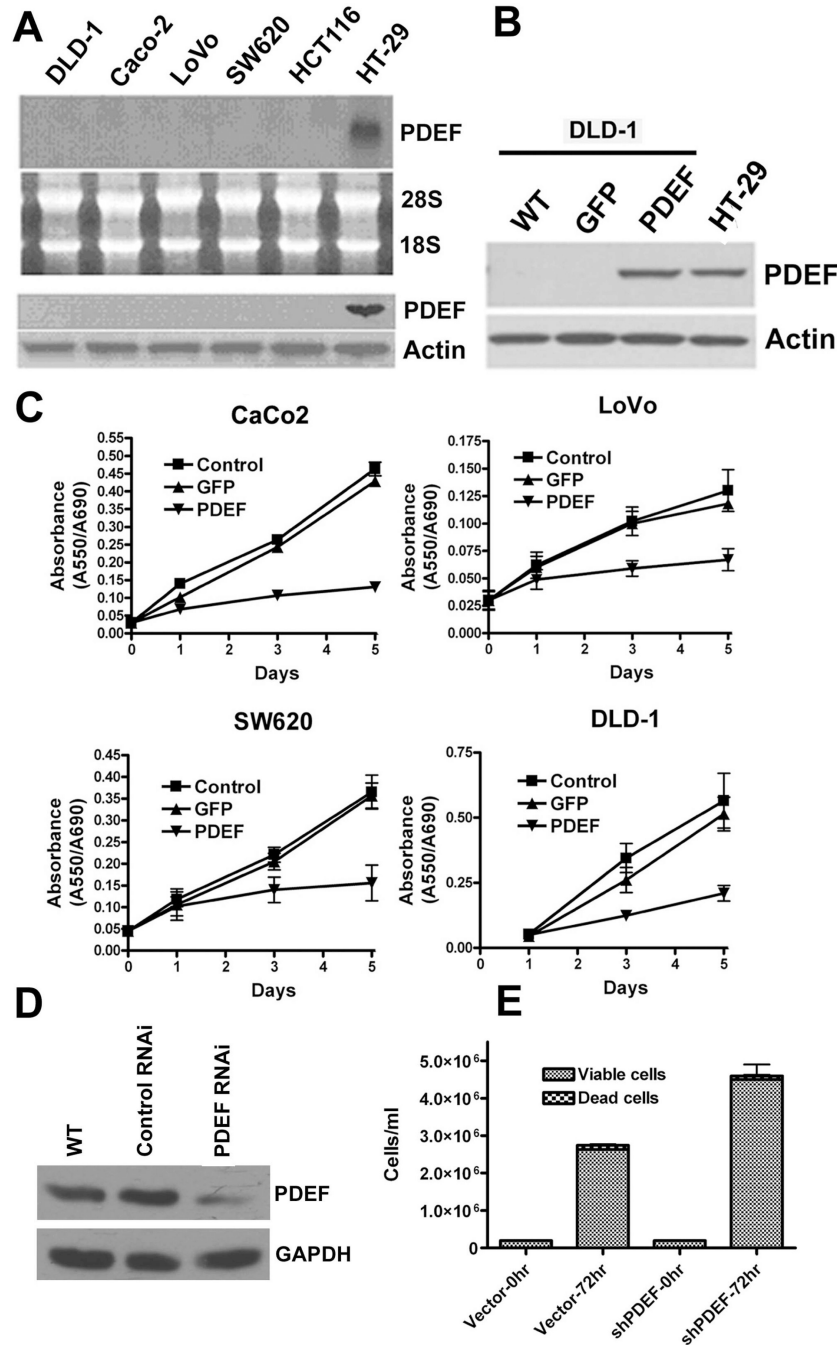 A
DLD-1 Caco-2 LoVo SW620 HCT116 HT-29
PDEF
28S
18S
PDEF
Actin
B
DLD-1
WT GFP PDEF HT-29
PDEF
Actin
C
CaCo2
Control
GFP
PDEF
Absorbance
(A550/A690)
0.55
0.45
0.35
0.25
0.15
0.10
0.05
0.00
0 1 2 3 4 5
Days
LoVo
Control
GFP
PDEF
Absorbance
(A550/A690)
0.175
0.150
0.125
0.100
0.075
0.050
0.025
0.000
0 1 2 3 4 5
Days
SW620
Control
GFP
PDEF
Absorbance
(A550/A690)
0.45
0.40
0.35
0.30
0.25
0.20
0.15
0.10
0.05
0.00
0 1 2 3 4 5
Days
DLD-1
Control
GFP
PDEF
Absorbance
(A550/A690)
0.75
0.50
0.25
0.00
0 1 2 3 4 5
Days
D
WT Control RNAi PDEF RNAi
PDEF
GAPDH
E
Viable cells
Dead cells
Cells/ml
5.0×10⁶
4.0×10⁶
3.0×10⁶
2.0×10⁶
1.0×10⁶
0
Vector-0hr Vector-72hr shPDEF-0hr shPDEF-72hr